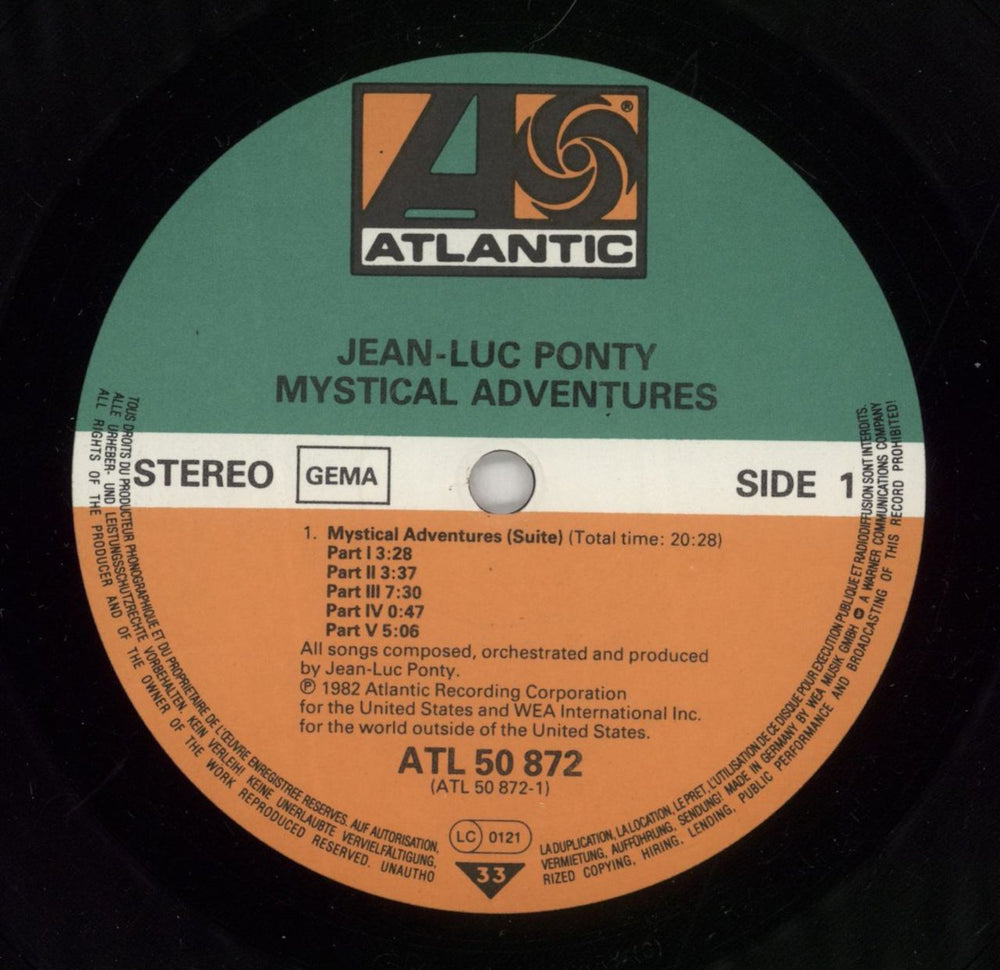 ATLANTIC
®
JEAN-LUC PONTY
MYSTICAL ADVENTURES
STEREO
GEMA
SIDE 1
1. Mystical Adventures (Suite) (Total time: 20:28)
Part I 3:28
Part II 3:37
Part III 7:30
Part IV 0:47
Part V 5:06
All songs composed, orchestrated and produced
by Jean-Luc Ponty.
℗ 1982 Atlantic Recording Corporation
for the United States and WEA International Inc.
for the world outside of the United States.
ATL 50 872
(ATL 50 872-1)
LC 0121
33
TOUS DROITS DU PRODUCTEUR PHONOGRAPHIQUE ET DU PROPRIETAIRE DE L'ŒUVRE ENREGISTREE RESERVES. AUF AUTORISATION,
ALLE URHEBER- UND LEISTUNGSSCHUTZRECHTE VORBEHALTEN. KEIN VERLEIH! KEINE UNERLAUBTE VERVIELFÄLTIGUNG,
ALL RIGHTS OF THE PRODUCER AND OF THE OWNER OF THE WORK REPRODUCED RESERVED. UNAUTHO
LA DUPLICATION, LA LOCATION, LE PRET, L'UTILISATION DE CE DISQUE POUR EXECUTION PUBLIQUE ET RADIODIFFUSION SONT INTERDITS.
VERMIETUNG, AUFFÜHRUNG, SENDUNG! MADE IN GERMANY BY WEA MUSIK GMBH A WARNER COMMUNICATIONS COMPANY
RIZED COPYING, HIRING, LENDING, PUBLIC PERFORMANCE AND BROADCASTING OF THIS RECORD PROHIBITED!